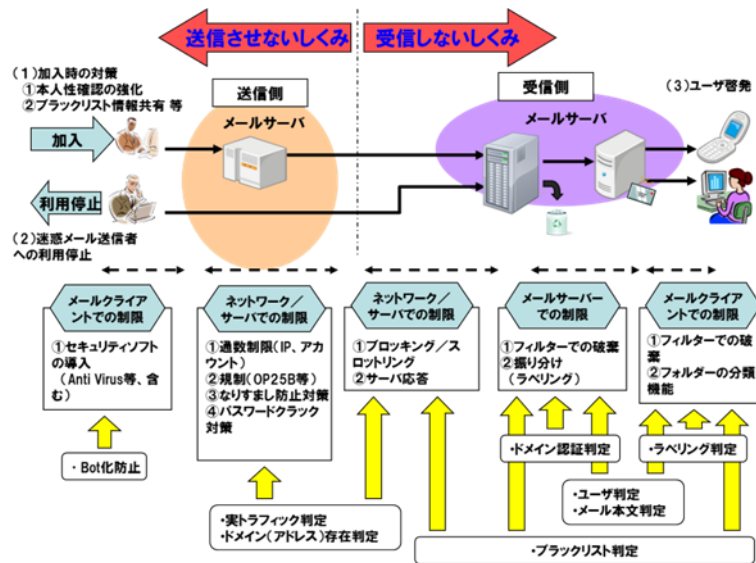 送信させないしくみ
受信しないしくみ
(1)加入時の対策
①本人性確認の強化
②ブラックリスト情報共有 等
加入
利用停止
(2)迷惑メール送信者
への利用停止
送信側
メールサーバ
受信側
メールサーバ
(3)ユーザ啓発
メールクライア
ントでの制限
①セキュリティソフト
の導入
(Anti Virus等、含
む)
ネットワーク／
サーバでの制限
①通数制限(IP、アカ
ウント)
②規制(OP25B等)
③なりすまし防止対策
④パスワードクラック
対策
ネットワーク／
サーバでの制限
①ブロッキング／ス
ロットリング
②サーバ応答
メールサーバー
での制限
①フィルターでの破棄
②振り分け
(ラベリング)
メールクライア
ントでの制限
①フィルターでの破
棄
②フォルダーの分類
機能
・Bot化防止
・ドメイン認証判定
・ラベリング判定
・ユーザ判定
・メール本文判定
・実トラフィック判定
・ドメイン(アドレス)存在判定
・ブラックリスト判定